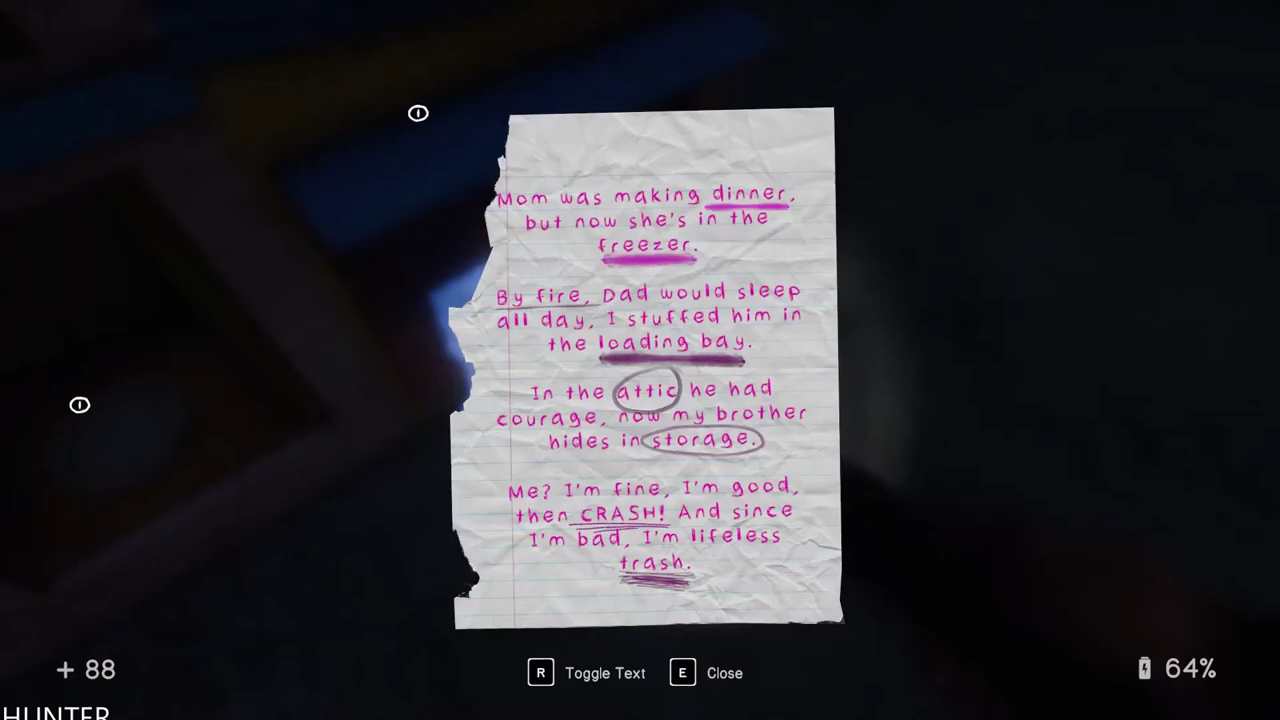 Mom was making dinner,
but now she's in the
freezer.
By fire, Dad would sleep
all day, I stuffed him in
the loading bay.
In the attic he had
courage, now my brother
hides in storage.
Me? I'm fine, I'm good,
then CRASH! And since
I'm bad, I'm lifeless
trash.
+ 88
R Toggle Text E Close
64%
HUNTER